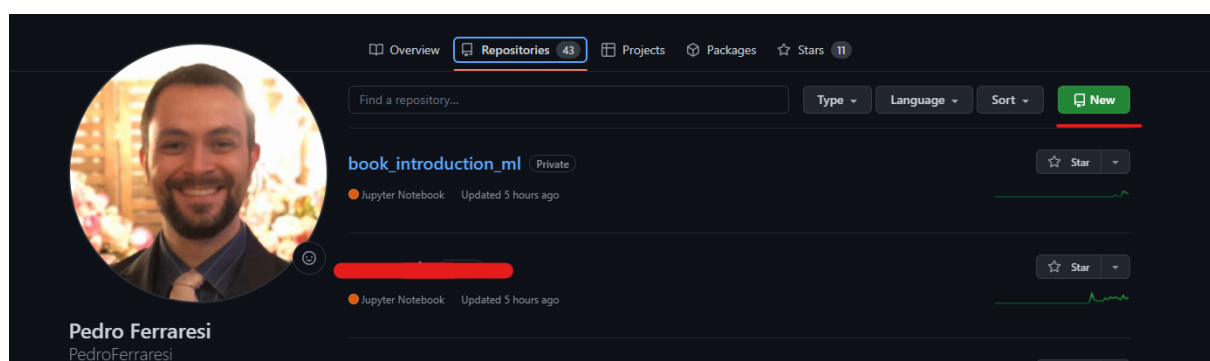 Overview Repositories 43 Projects Packages Stars 11
Find a repository... Type Language Sort New
book_introduction_ml Private Star
Jupyter Notebook Updated 5 hours ago
Star
Jupyter Notebook Updated 5 hours ago
Pedro Ferraresi
PedroFerraresi